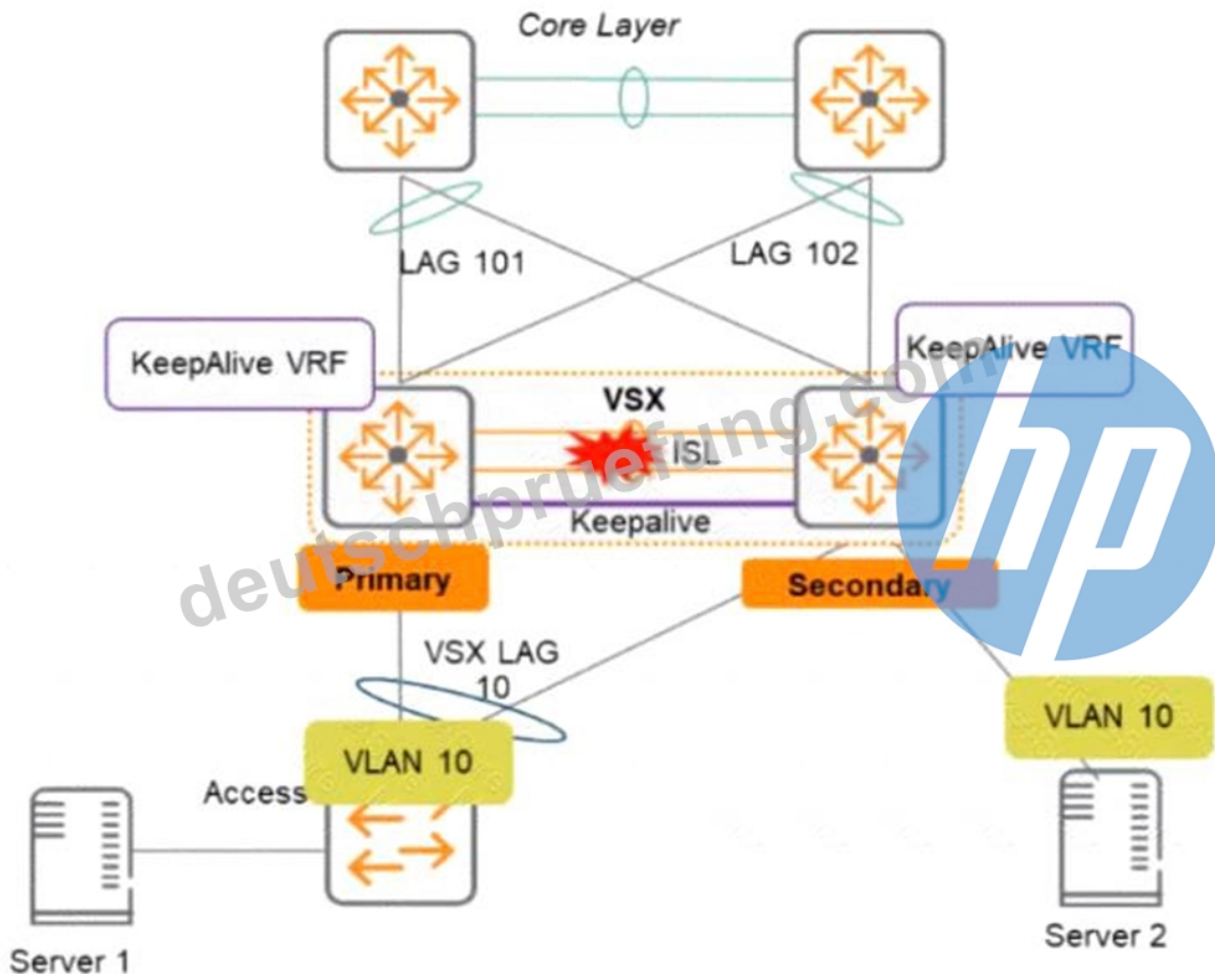 Core Layer
LAG 101
LAG 102
KeepAlive VRF
KeepAlive VRF
VSX
ISL
Keepalive
Primary
Secondary
VSX LAG
10
VLAN 10
VLAN 10
Access
Server 1
Server 2
deutschpruefung.com
hp